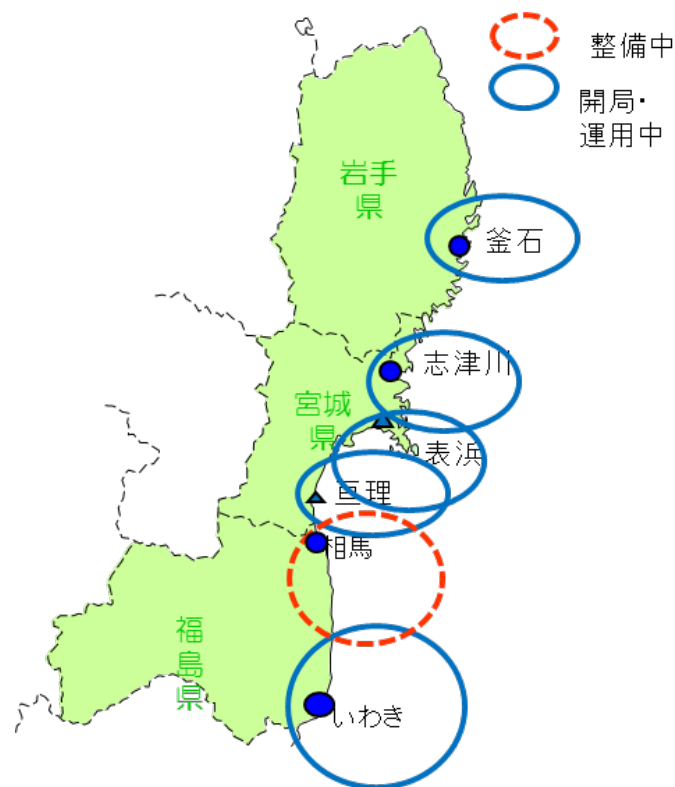 整備中
開局・
運用中
岩手
県
釜石
志津川
宮城
県
表浜
亘理
相馬
福
島
県
いわき